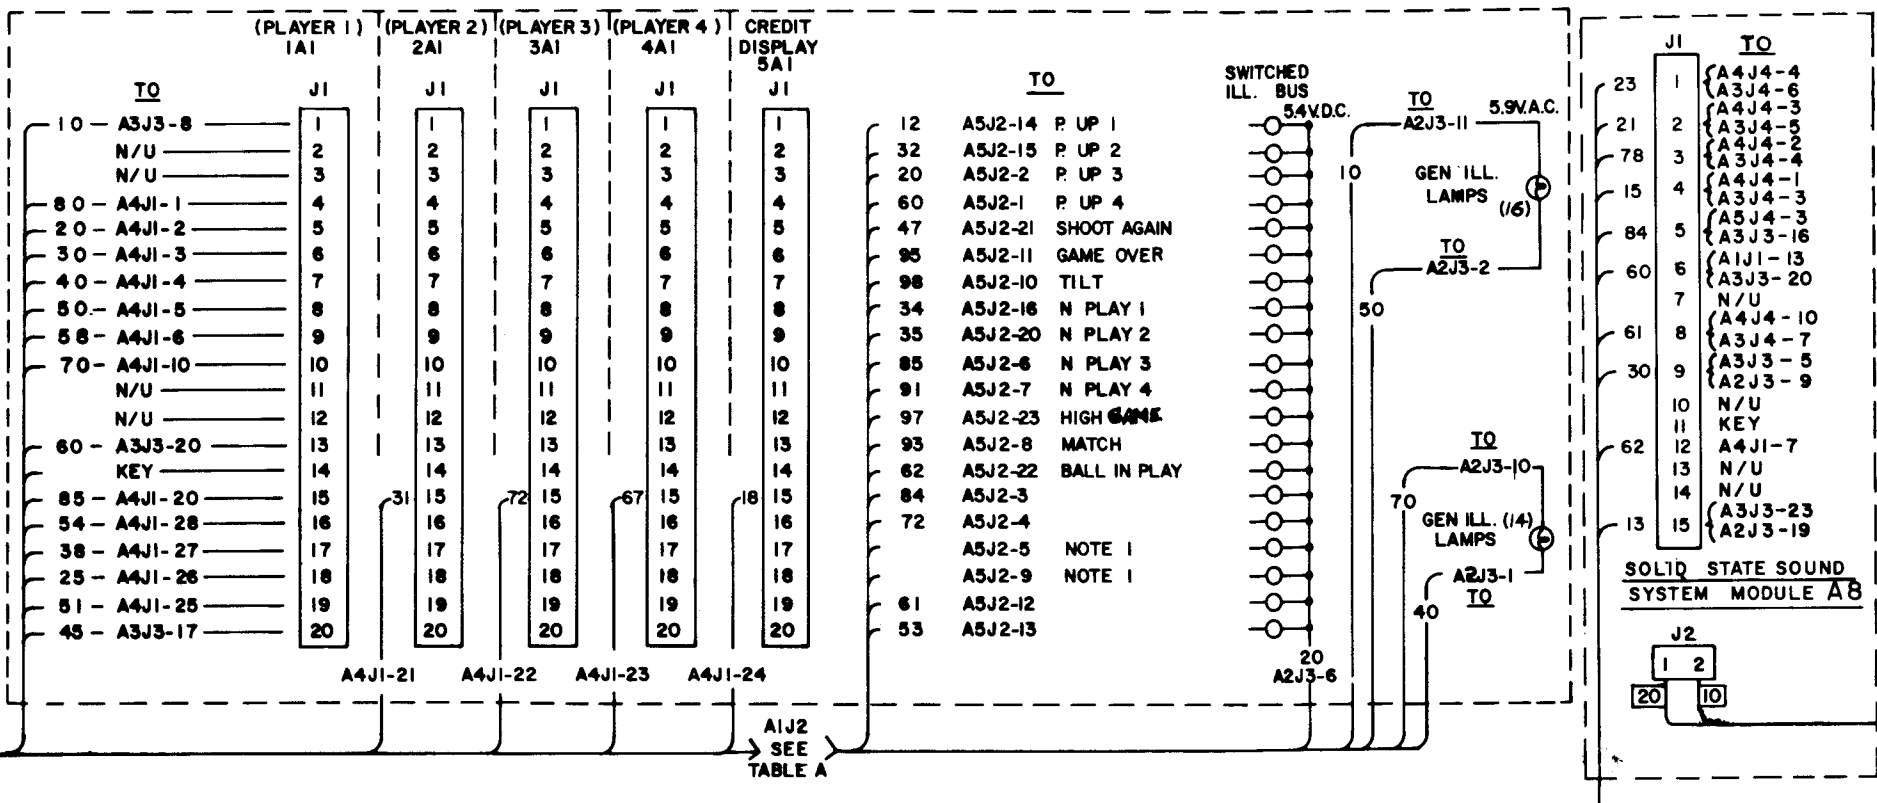 (PLAYER 1) (PLAYER 2) (PLAYER 3) (PLAYER 4) CREDIT
1A1 2A1 3A1 4A1 DISPLAY
5A1
TO J1 J1 J1 J1 J1
10 - A3J3-8 1 1 1 1 1
N/U 2 2 2 2 2
N/U 3 3 3 3 3
80 - A4J1-1 4 4 4 4 4
20 - A4J1-2 5 5 5 5 5
30 - A4J1-3 6 6 6 6 6
40 - A4J1-4 7 7 7 7 7
50 - A4J1-5 8 8 8 8 8
58 - A4J1-6 9 9 9 9 9
70 - A4J1-10 10 10 10 10 10
N/U 11 11 11 11 11
N/U 12 12 12 12 12
60 - A3J3-20 13 13 13 13 13
KEY 14 14 14 14 14
85 - A4J1-20 15 31 15 72 15 67 15 18 15
54 - A4J1-28 16 16 16 16 16
38 - A4J1-27 17 17 17 17 17
25 - A4J1-26 18 18 18 18 18
51 - A4J1-25 19 19 19 19 19
45 - A3J3-17 20 20 20 20 20
A4J1-21 A4J1-22 A4J1-23 A4J1-24
A1J2
SEE
TABLE A
TO
SWITCHED
ILL. BUS
5.4V.D.C.
12 A5J2-14 P. UP 1
32 A5J2-15 P. UP 2
20 A5J2-2 P. UP 3
60 A5J2-1 P. UP 4
47 A5J2-21 SHOOT AGAIN
95 A5J2-11 GAME OVER
98 A5J2-10 TILT
34 A5J2-16 N PLAY 1
35 A5J2-20 N PLAY 2
85 A5J2-6 N PLAY 3
91 A5J2-7 N PLAY 4
97 A5J2-23 HIGH GAME
93 A5J2-8 MATCH
62 A5J2-22 BALL IN PLAY
84 A5J2-3
72 A5J2-4
A5J2-5 NOTE 1
A5J2-9 NOTE 1
61 A5J2-12
53 A5J2-13
20
A2J3-6
TO
A2J3-11 5.9V.A.C.
10
GEN ILL.
LAMPS
(16)
TO
A2J3-2
50
TO
A2J3-10
70
GEN ILL. (14)
LAMPS
A2J3-1
TO
40
J1 TO
23 1 A4J4-4
A3J4-6
21 2 A4J4-3
A3J4-5
78 3 A4J4-2
A3J4-4
15 4 A4J4-1
A3J4-3
84 5 A5J4-3
A3J3-16
60 6 A1J1-13
A3J3-20
7 N/U
61 8 A4J4-10
A3J4-7
30 9 A3J3-5
A2J3-9
10 N/U
11 KEY
62 12 A4J1-7
13 N/U
14 N/U
13 15 A3J3-23
A2J3-19
SOLID STATE SOUND
SYSTEM MODULE A8
J2
1 2
20 10